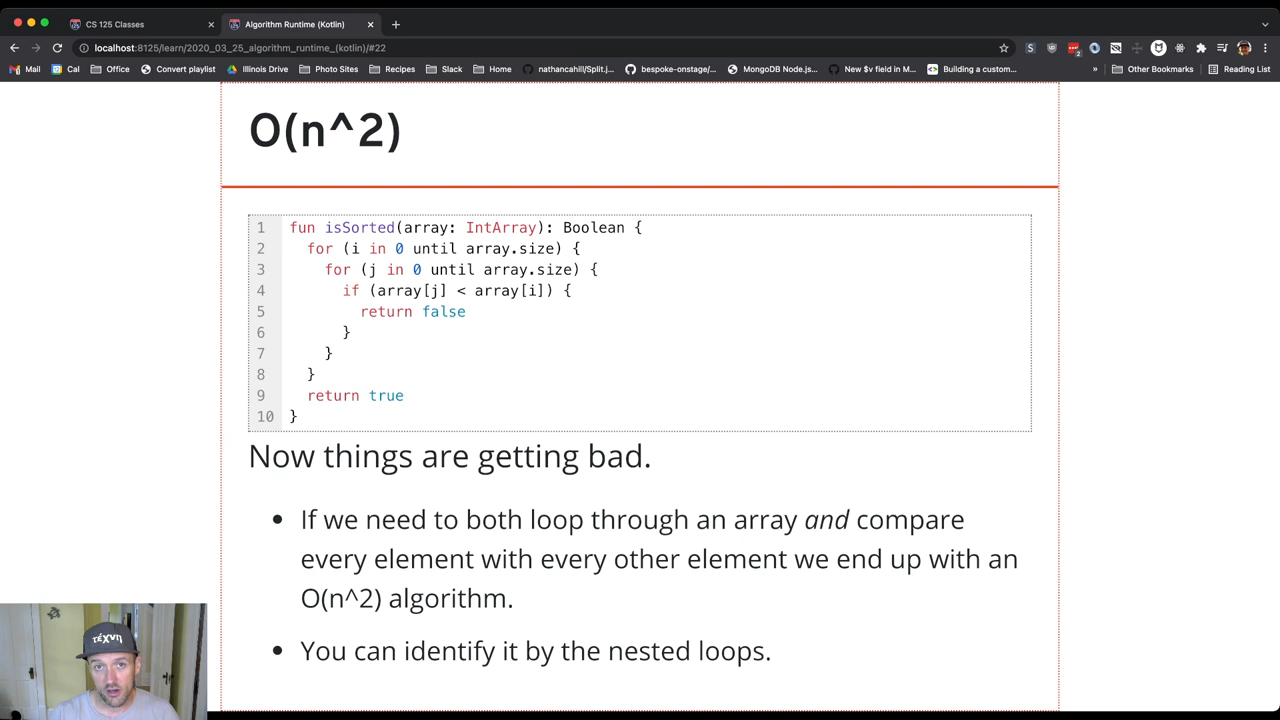 CS 125 Classes
Algorithm Runtime (Kotlin)
localhost:8125/learn/2020_03_25_algorithm_runtime_(kotlin)/#22
Mail Cal Office Convert playlist Illinois Drive Photo Sites Recipes Slack Home nathancahill/Split.j... bespoke-onstage/... MongoDB Node.js... New $v field in M... Building a custom... » Other Bookmarks Reading List
O(n^2)
1 fun isSorted(array: IntArray): Boolean {
2 for (i in 0 until array.size) {
3 for (j in 0 until array.size) {
4 if (array[j] < array[i]) {
5 return false
6 }
7 }
8 }
9 return true
10 }
Now things are getting bad.
• If we need to both loop through an array and compare
every element with every other element we end up with an
O(n^2) algorithm.
• You can identify it by the nested loops.